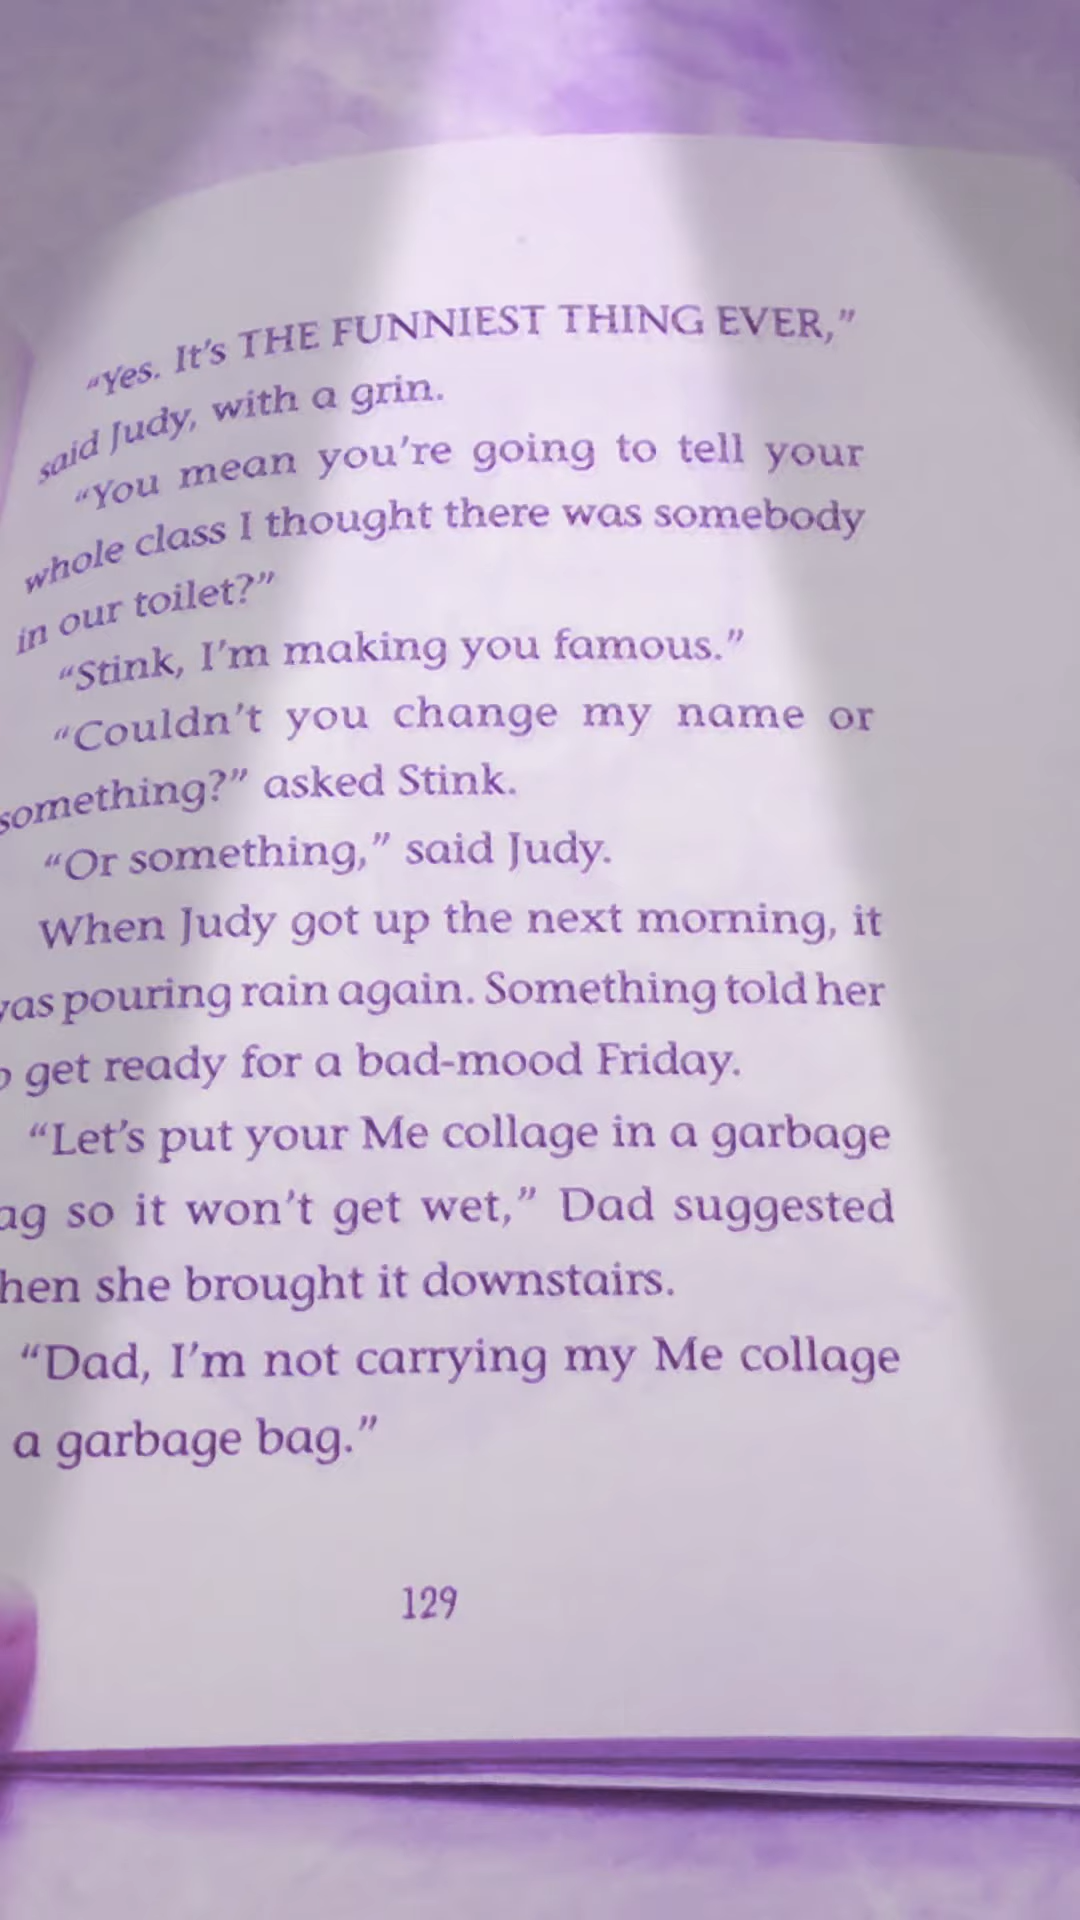 "Yes. It's THE FUNNIEST THING EVER,"
said Judy, with a grin.
"You mean you're going to tell your
whole class I thought there was somebody
in our toilet?"
"Stink, I'm making you famous."
"Couldn't you change my name or
something?" asked Stink.
"Or something," said Judy.
When Judy got up the next morning, it
pouring rain again. Something told her
get ready for a bad-mood Friday.
"Let's put your Me collage in a garbage
so it won't get wet," Dad suggested
she brought it downstairs.
"Dad, I'm not carrying my Me collage
a garbage bag."
129